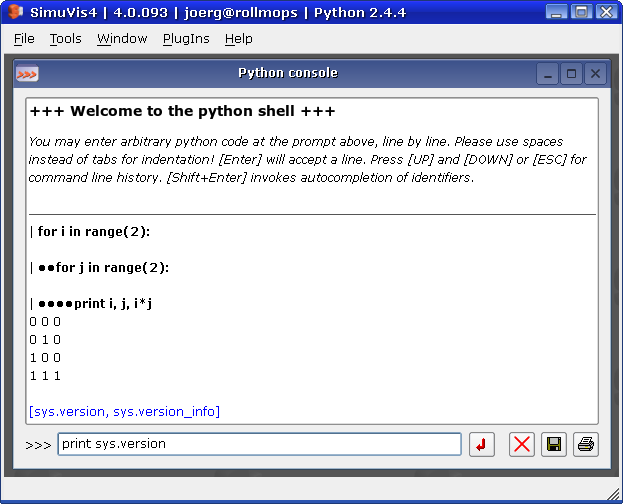 SimuVis4 | 4.0.093 | joerg@rollmops | Python 2.4.4
File Tools Window PlugIns Help
>>> Python console
+++ Welcome to the python shell +++
You may enter arbitrary python code at the prompt above, line by line. Please use spaces
instead of tabs for indentation! [Enter] will accept a line. Press [UP] and [DOWN] or [ESC] for
command line history. [Shift+Enter] invokes autocompletion of identifiers.
| for i in range(2):
| ●●for j in range(2):
| ●●●●print i, j, i*j
0 0 0
0 1 0
1 0 0
1 1 1
[sys.version, sys.version_info]
>>> print sys.version